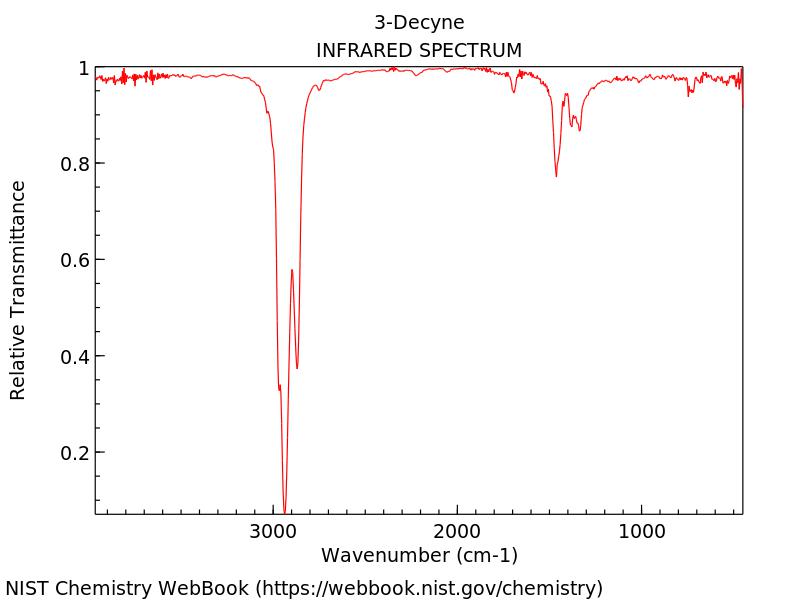 3-Decyne
INFRARED SPECTRUM
1
0.8
0.6
0.4
0.2
Relative Transmittance
3000 2000 1000
Wavenumber (cm-1)
NIST Chemistry WebBook (https://webbook.nist.gov/chemistry)